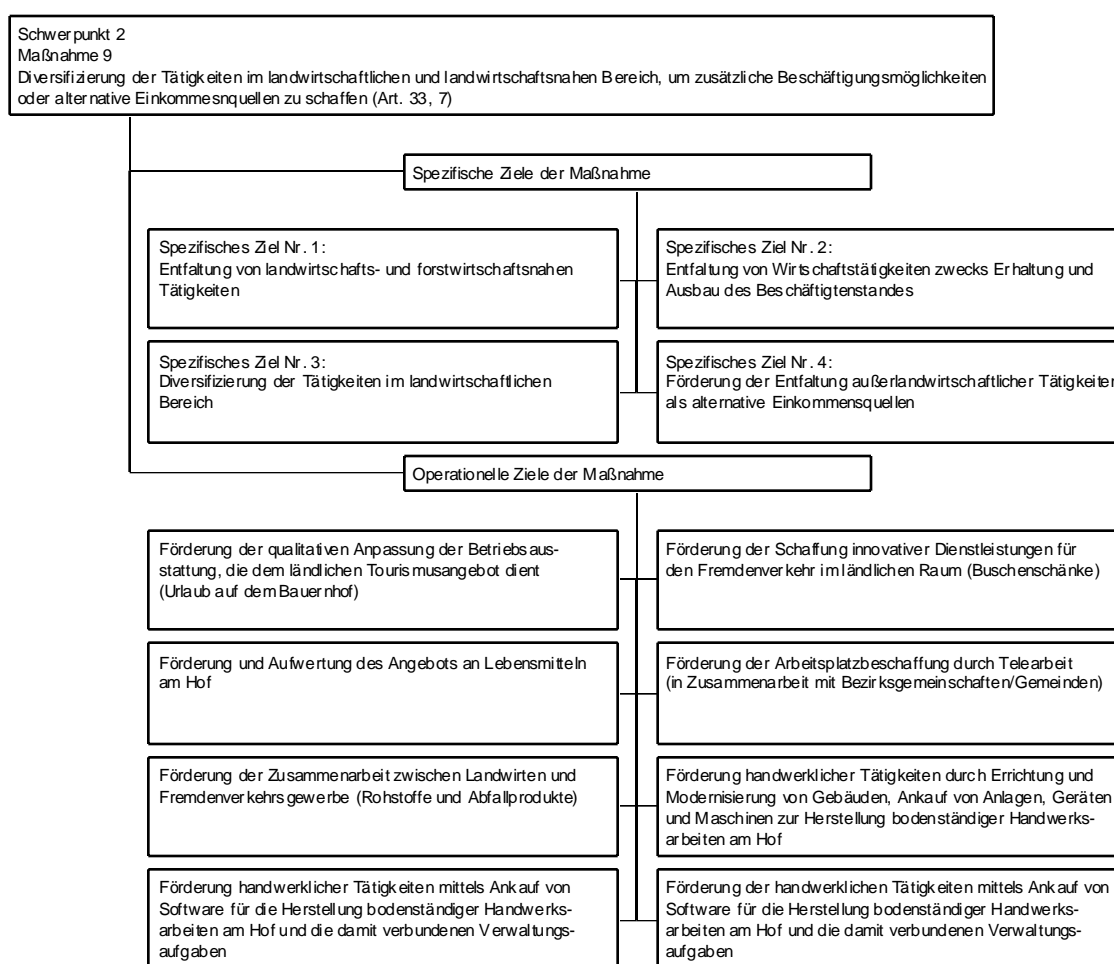 Schwerpunkt 2
Maßnahme 9
Diversifizierung der Tätigkeiten im landwirtschaftlichen und landwirtschaftsnahen Bereich, um zusätzliche Beschäftigungsmöglichkeiten
oder alternative Einkommesnquellen zu schaffen (Art. 33, 7)
Spezifische Ziele der Maßnahme
Spezifisches Ziel Nr. 1:
Entfaltung von landwirtschafts- und forstwirtschaftsnahen
Tätigkeiten
Spezifisches Ziel Nr. 2:
Entfaltung von Wirtschaftstätigkeiten zwecks Erhaltung und
Ausbau des Beschäftigtenstandes
Spezifisches Ziel Nr. 3:
Diversifizierung der Tätigkeiten im landwirtschaftlichen
Bereich
Spezifisches Ziel Nr. 4:
Förderung der Entfaltung außerlandwirtschaftlicher Tätigkeiten
als alternative Einkommensquellen
Operationelle Ziele der Maßnahme
Förderung der qualitativen Anpassung der Betriebsaus-
stattung, die dem ländlichen Tourismusangebot dient
(Urlaub auf dem Bauernhof)
Förderung der Schaffung innovativer Dienstleistungen für
den Fremdenverkehr im ländlichen Raum (Buschenschänke)
Förderung und Aufwertung des Angebots an Lebensmitteln
am Hof
Förderung der Arbeitsplatzbeschaffung durch Telearbeit
(in Zusammenarbeit mit Bezirksgemeinschaften/Gemeinden)
Förderung der Zusammenarbeit zwischen Landwirten und
Fremdenverkehrsgewerbe (Rohstoffe und Abfallprodukte)
Förderung handwerklicher Tätigkeiten durch Errichtung und
Modernisierung von Gebäuden, Ankauf von Anlagen, Geräten
und Maschinen zur Herstellung bodenständiger Handwerks-
arbeiten am Hof
Förderung handwerklicher Tätigkeiten mittels Ankauf von
Software für die Herstellung bodenständiger Handwerks-
arbeiten am Hof und die damit verbundenen Verwaltungs-
aufgaben
Förderung der handwerklichen Tätigkeiten mittels Ankauf von
Software für die Herstellung bodenständiger Handwerks-
arbeiten am Hof und die damit verbundenen Verwaltungs-
aufgaben